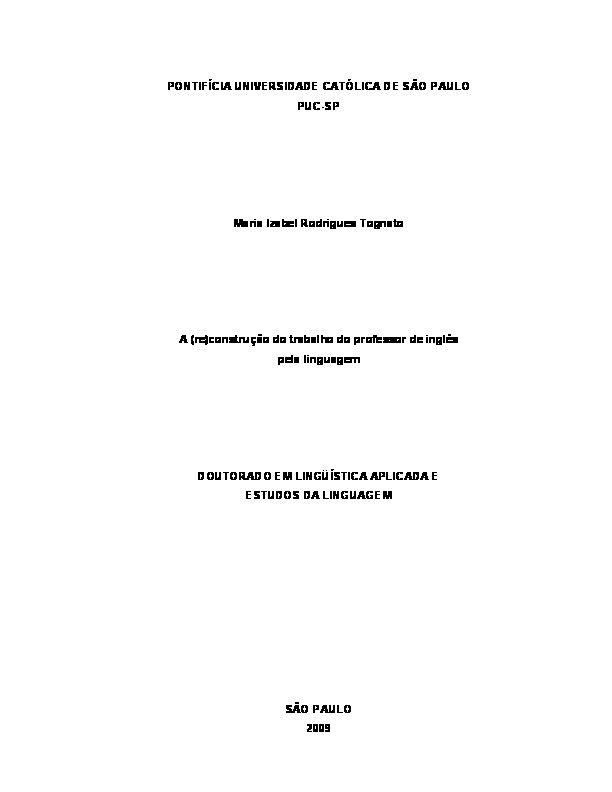 PONTIFÍCIA UNIVERSIDADE CATÓLICA DE SÃO PAULO
PUC-SP
Maria Izabel Rodrigues Tognato
A (re)construção do trabalho do professor de inglês
pela linguagem
DOUTORADO EM LINGÜÍSTICA APLICADA E
ESTUDOS DA LINGUAGEM
SÃO PAULO
2009